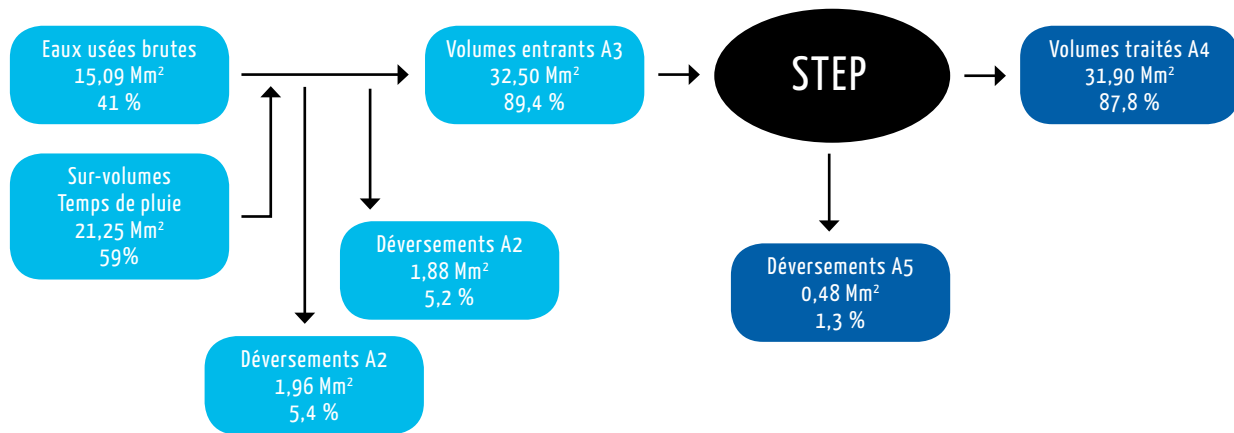 Eaux usées brutes
15,09 Mm²
41 %
Volumes entrants A3
32,50 Mm²
89,4 %
STEP
Volumes traités A4
31,90 Mm²
87,8 %
Sur-volumes
Temps de pluie
21,25 Mm²
59%
Déversements A2
1,88 Mm²
5,2 %
Déversements A5
0,48 Mm²
1,3 %
Déversements A2
1,96 Mm²
5,4 %